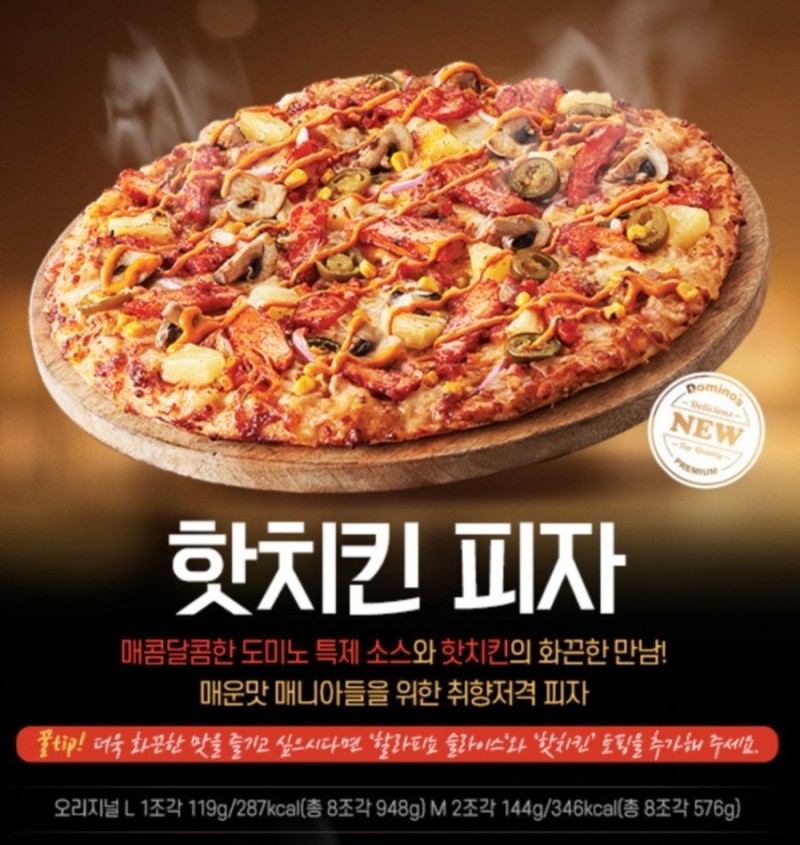 Domino's
Delicious
NEW
Top Quality
PREMIUM
핫치킨 피자
매콤달콤한 도미노 특제 소스와 핫치킨의 화끈한 만남!
매운맛 매니아들을 위한 취향저격 피자
꿀tip! 더욱 화끈한 맛을 즐기고 싶으시다면 '할라피뇨 슬라이스'와 '핫치킨' 토핑을 추가해 주세요.
오리지널 L 1조각 119g/287kcal(총 8조각 948g) M 2조각 144g/346kcal(총 8조각 576g)